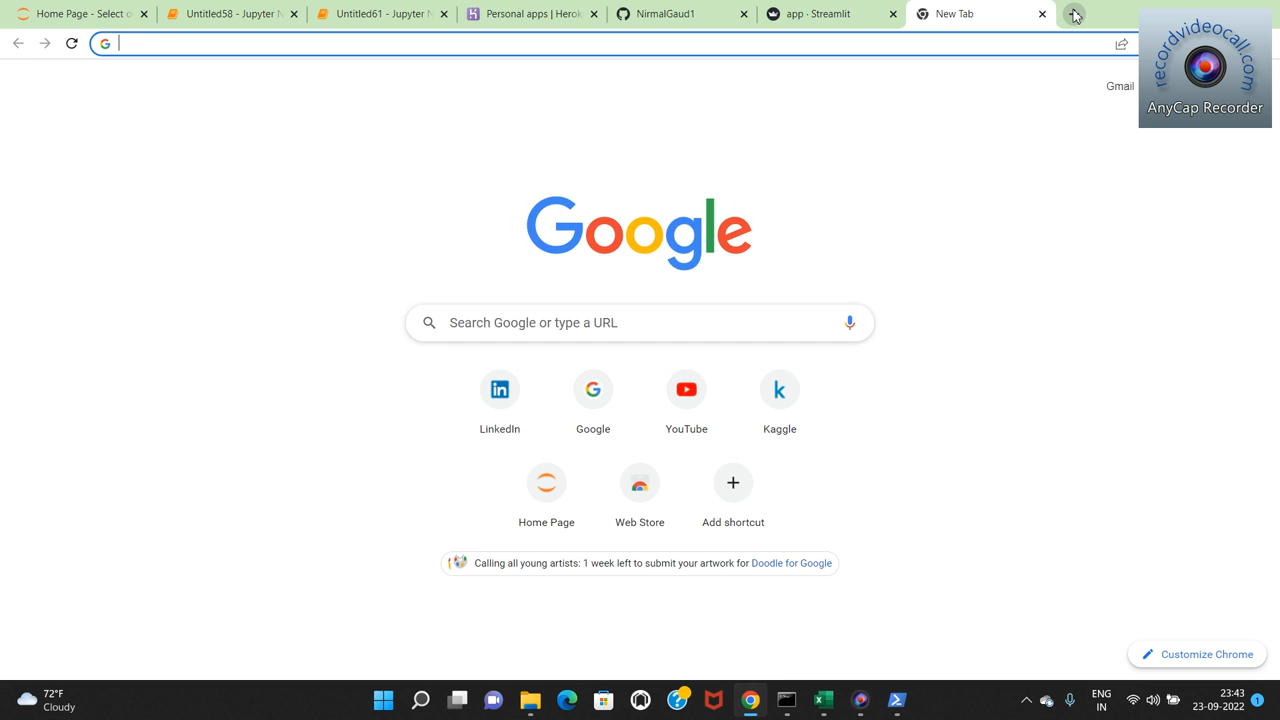 Home Page - Select o
Untitled58 - Jupyter N
Untitled61 - Jupyter N
Personal apps | Herok
NirmalGaud1
app · Streamlit
New Tab
recordvideocall.com
AnyCap Recorder
Gmail
Google
Search Google or type a URL
LinkedIn
Google
YouTube
Kaggle
Home Page
Web Store
Add shortcut
Calling all young artists: 1 week left to submit your artwork for Doodle for Google
Customize Chrome
72°F
Cloudy
ENG
IN
23:43
23-09-2022
1